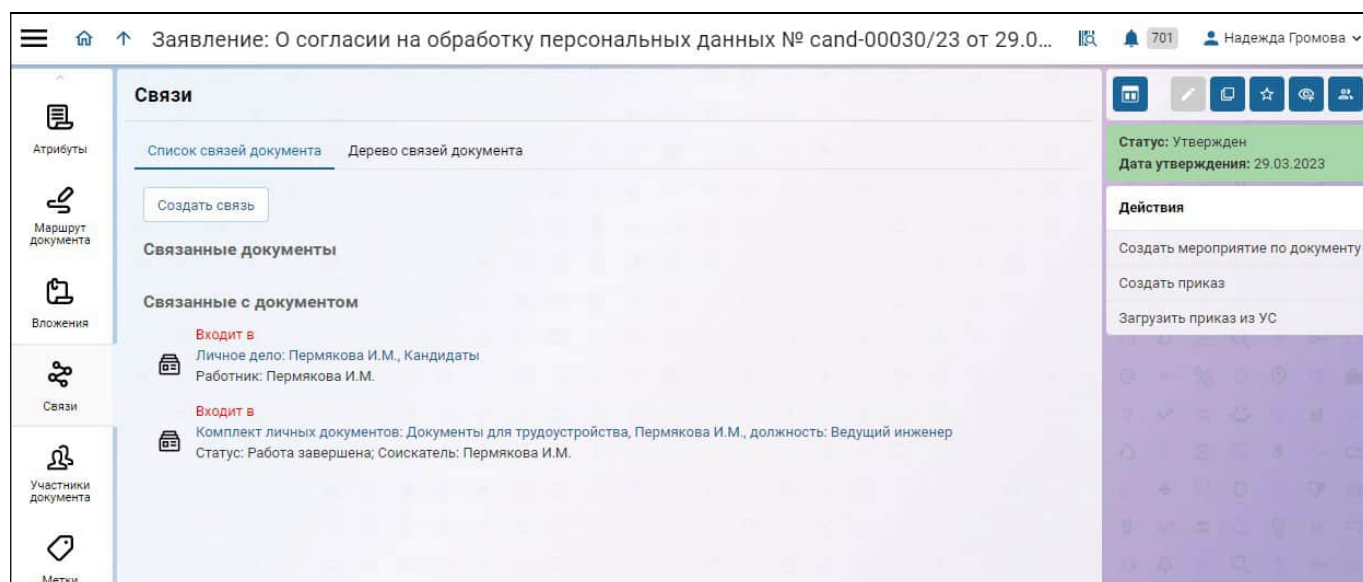 Заявление: О согласии на обработку персональных данных № cand-00030/23 от 29.0...
701
Надежда Громова
Атрибуты
Маршрут
документа
Вложения
Связи
Участники
документа
Метки
Связи
Список связей документа Дерево связей документа
Создать связь
Связанные документы
Связанные с документом
Входит в
Личное дело: Пермякова И.М., Кандидаты
Работник: Пермякова И.М.
Входит в
Комплект личных документов: Документы для трудоустройства, Пермякова И.М., должность: Ведущий инженер
Статус: Работа завершена; Соискатель: Пермякова И.М.
Статус: Утвержден
Дата утверждения: 29.03.2023
Действия
Создать мероприятие по документу
Создать приказ
Загрузить приказ из УС